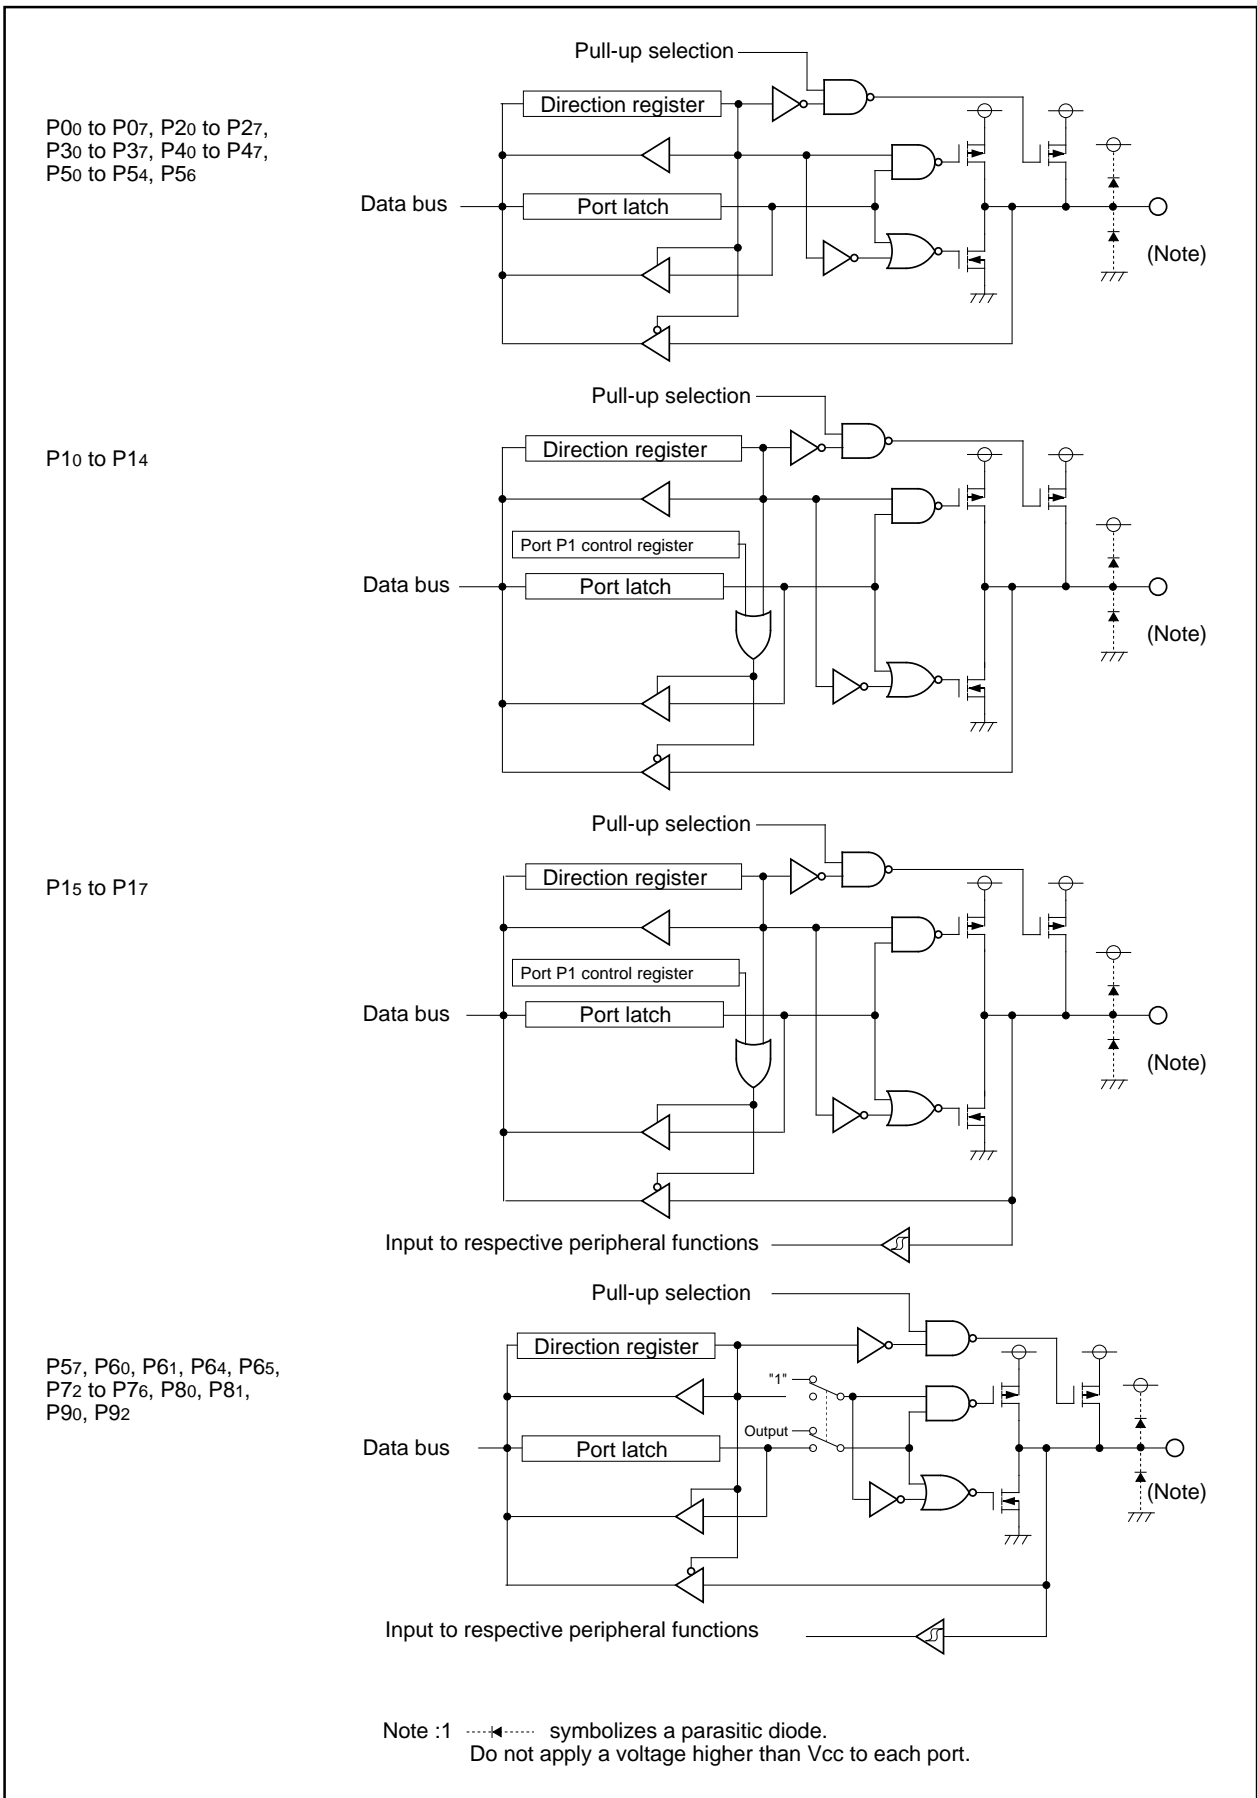 Pull-up selection
Direction register
P00 to P07, P20 to P27,
P30 to P37, P40 to P47,
P50 to P54, P56
Data bus
Port latch
(Note)
Pull-up selection
Direction register
P10 to P14
Port P1 control register
Data bus
Port latch
(Note)
Pull-up selection
Direction register
P15 to P17
Port P1 control register
Data bus
Port latch
(Note)
Input to respective peripheral functions
Pull-up selection
Direction register
P57, P60, P61, P64, P65,
P72 to P76, P80, P81,
P90, P92
"1"
Output
Data bus
Port latch
(Note)
Input to respective peripheral functions
Note :1 symbolizes a parasitic diode.
Do not apply a voltage higher than Vcc to each port.